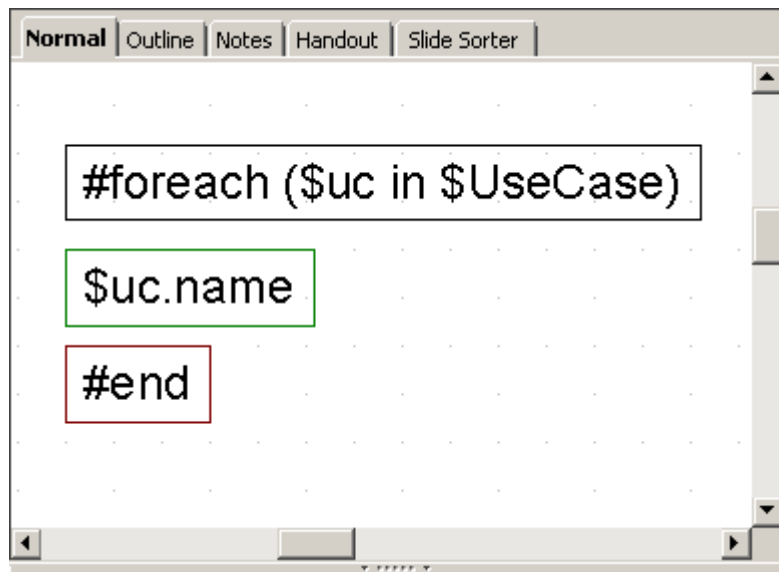 Normal Outline Notes Handout Slide Sorter
#foreach ($uc in $UseCase)
$uc.name
#end